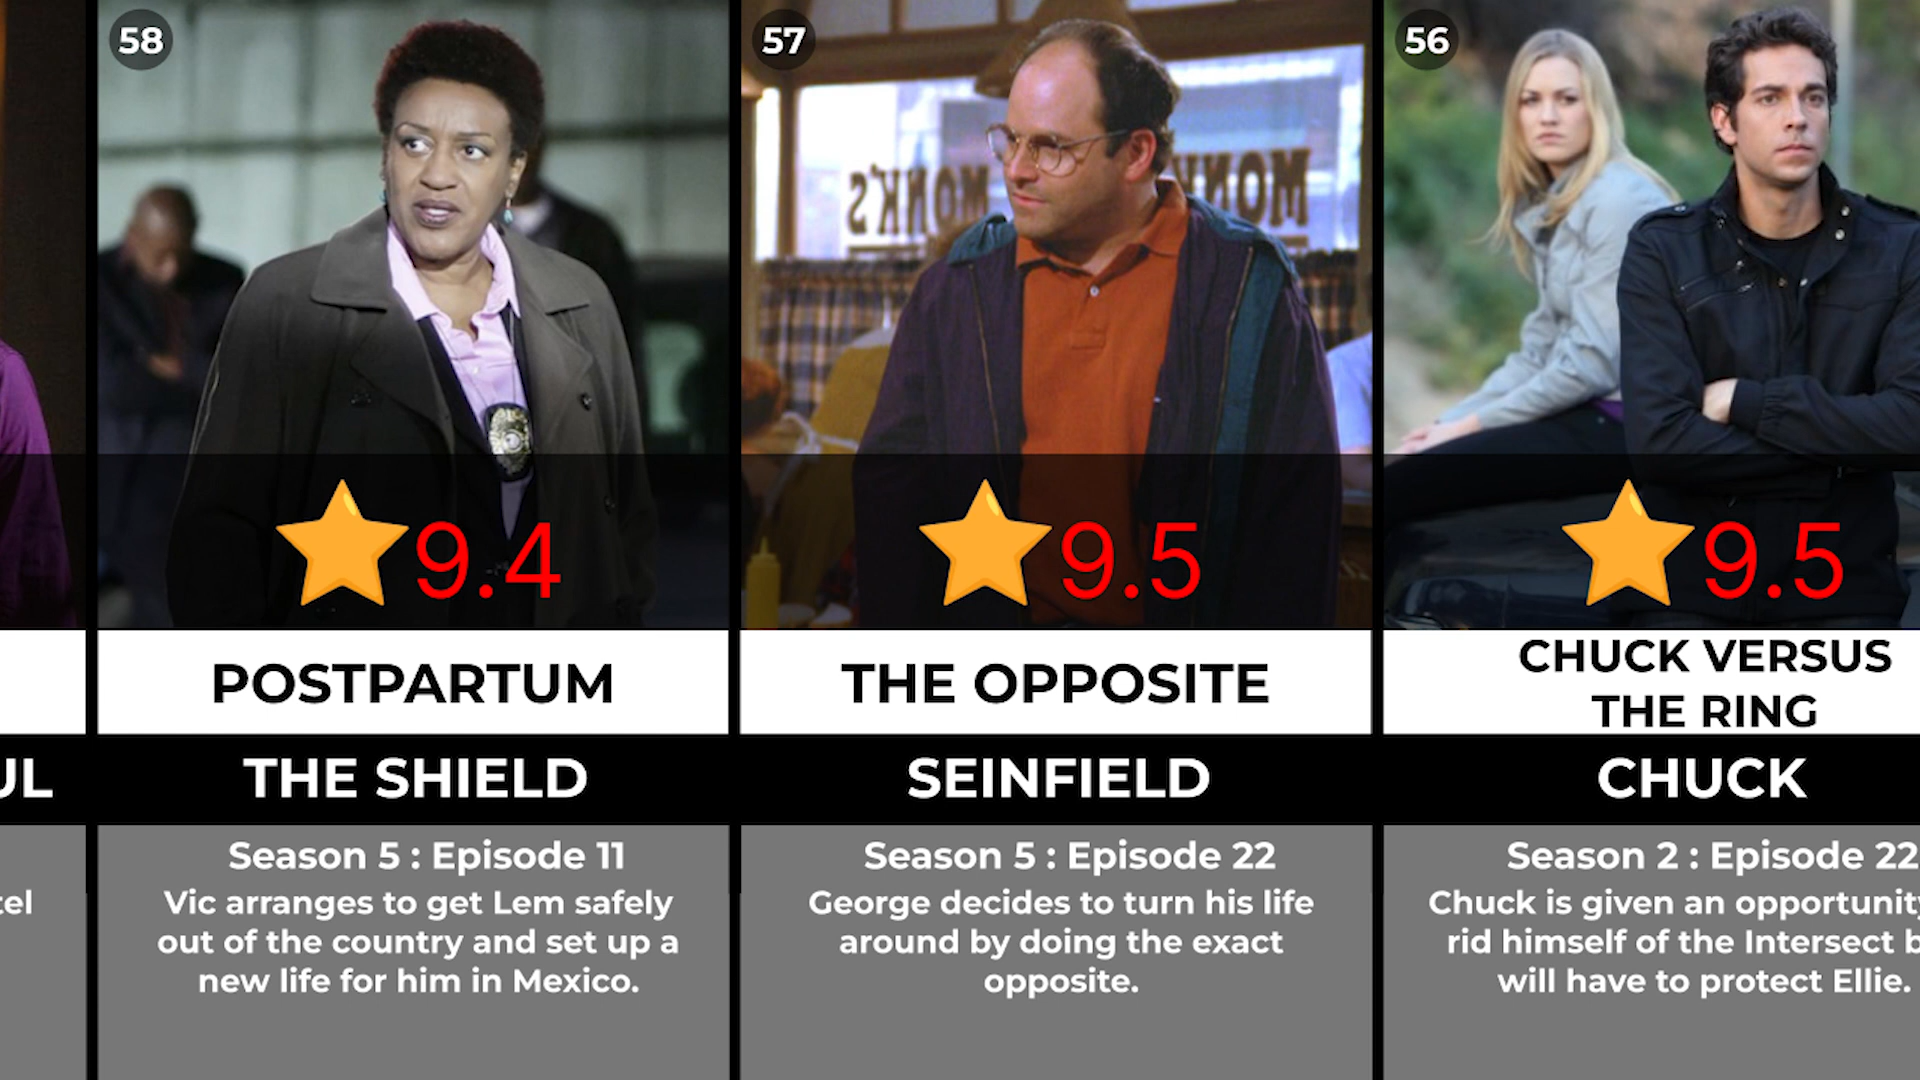 58
57
56
MONK'S
MONK
9.4
9.5
9.5
POSTPARTUM
THE OPPOSITE
CHUCK VERSUS
THE RING
UL
THE SHIELD
SEINFIELD
CHUCK
Season 5 : Episode 11
Vic arranges to get Lem safely
out of the country and set up a
new life for him in Mexico.
Season 5 : Episode 22
George decides to turn his life
around by doing the exact
opposite.
Season 2 : Episode 22
Chuck is given an opportunity
rid himself of the Intersect b
will have to protect Ellie.
tel